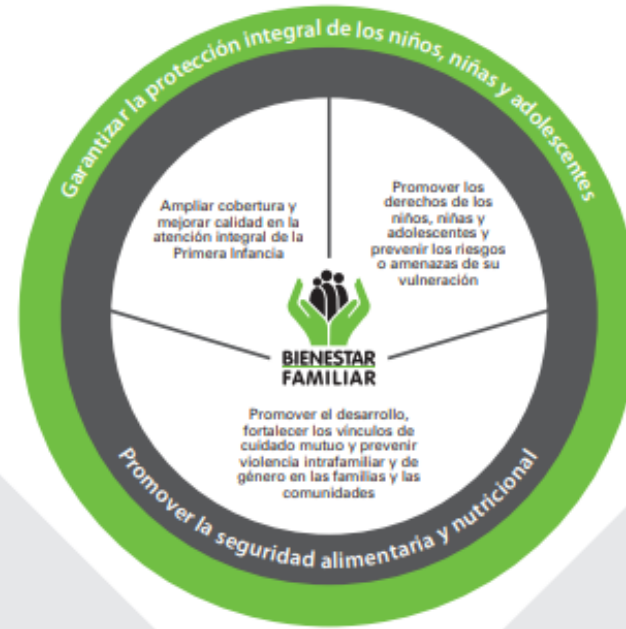 Garantizar la protección integral de los niños, niñas y adolescentes
Ampliar cobertura y
mejorar calidad en la
atención integral de la
Primera Infancia
Promover los
derechos de los
niños, niñas y
adolescentes y
prevenir los riesgos
o amenazas de su
vulneración
BIENESTAR
FAMILIAR
Promover el desarrollo,
fortalecer los vínculos de
cuidado mutuo y prevenir
violencia intrafamiliar y de
género en las familias y las
comunidades
Promover la seguridad alimentaria y nutricional